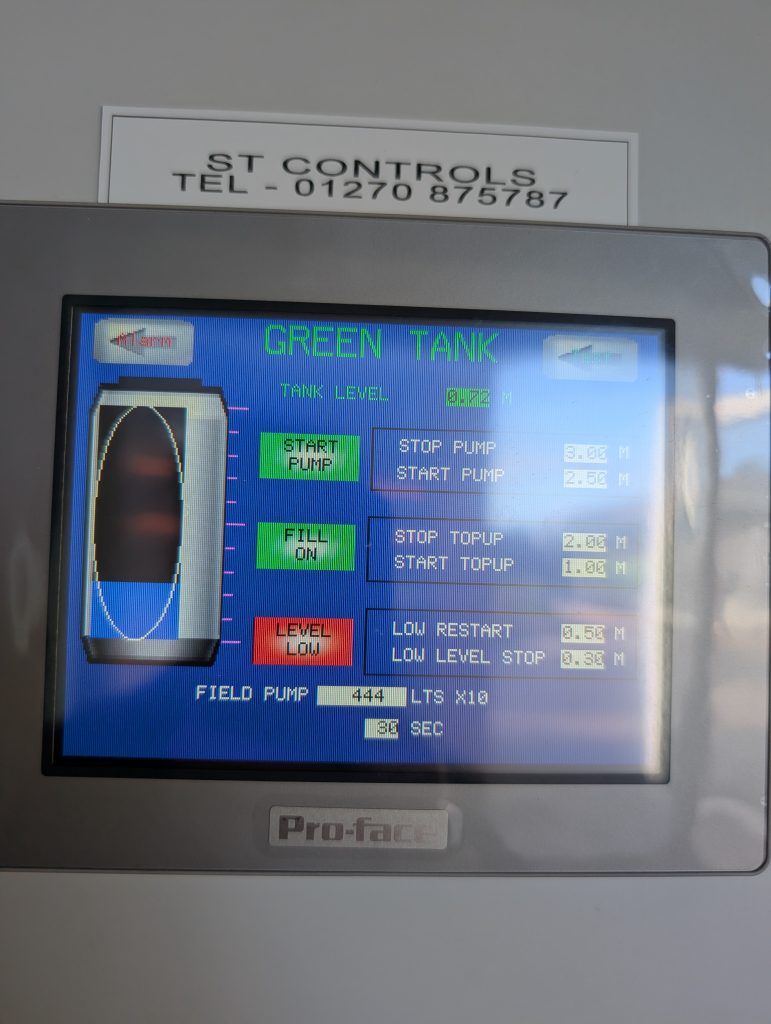 ST CONTROLS
TEL - 01270 875787
Alarm
GREEN TANK
TANK LEVEL 0.72 M
START PUMP
STOP PUMP 3.00 M
START PUMP 2.50 M
FILL ON
STOP TOPUP 2.00 M
START TOPUP 1.00 M
LEVEL LOW
LOW RESTART 0.50 M
LOW LEVEL STOP 0.30 M
FIELD PUMP 444 LTS X10
30 SEC
Pro-face